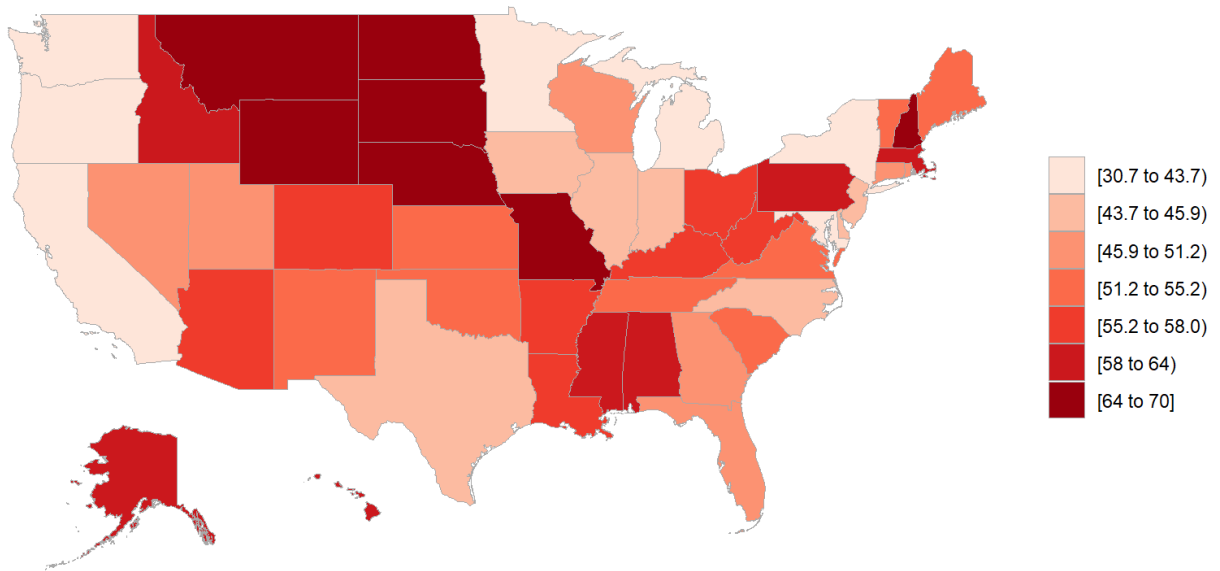 [30.7 to 43.7)
[43.7 to 45.9)
[45.9 to 51.2)
[51.2 to 55.2)
[55.2 to 58.0)
[58 to 64)
[64 to 70]